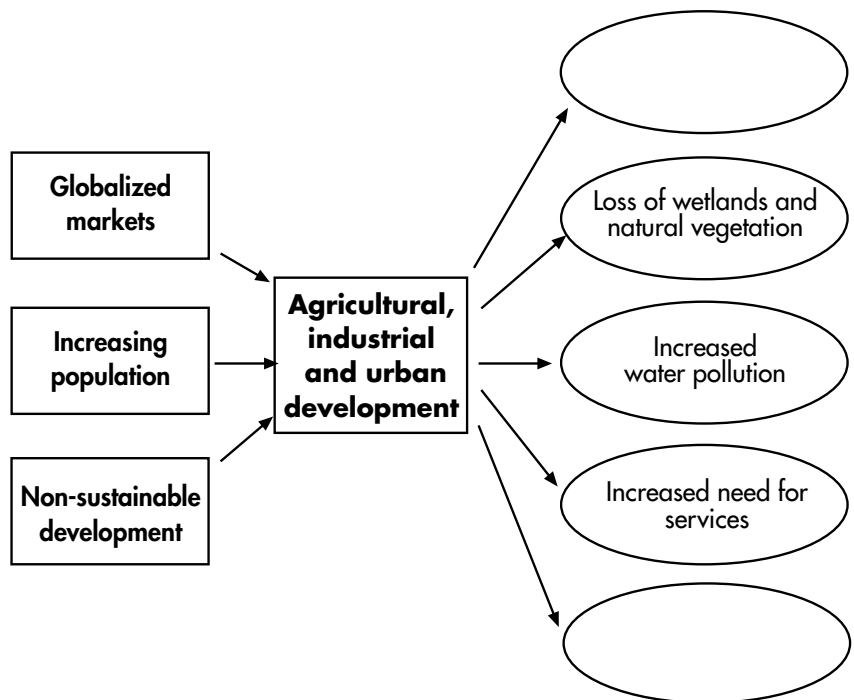 Globalized
markets
Increasing
population
Non-sustainable
development
Agricultural,
industrial
and urban
development
Loss of wetlands and
natural vegetation
Increased
water pollution
Increased need for
services